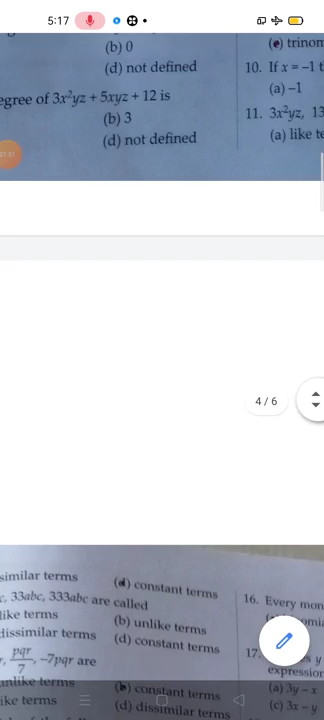 5:17
(b) 0
(d) not defined
egree of 3x²yz + 5xyz + 12 is
(b) 3
(d) not defined
(c) trinom
10. If x = –1 t
(a) –1
11. 3x²yz, 13
(a) like te
4 / 6
similar terms
(d) constant terms
c, 33abc, 333abc are called
like terms
(b) unlike terms
dissimilar terms
(d) constant terms
r, pqr/7, –7pqr are
unlike terms
(b) constant terms
like terms
(d) dissimilar terms
16. Every mon
17.
s y
expression
(a) 3y – x
(c) 3x – y